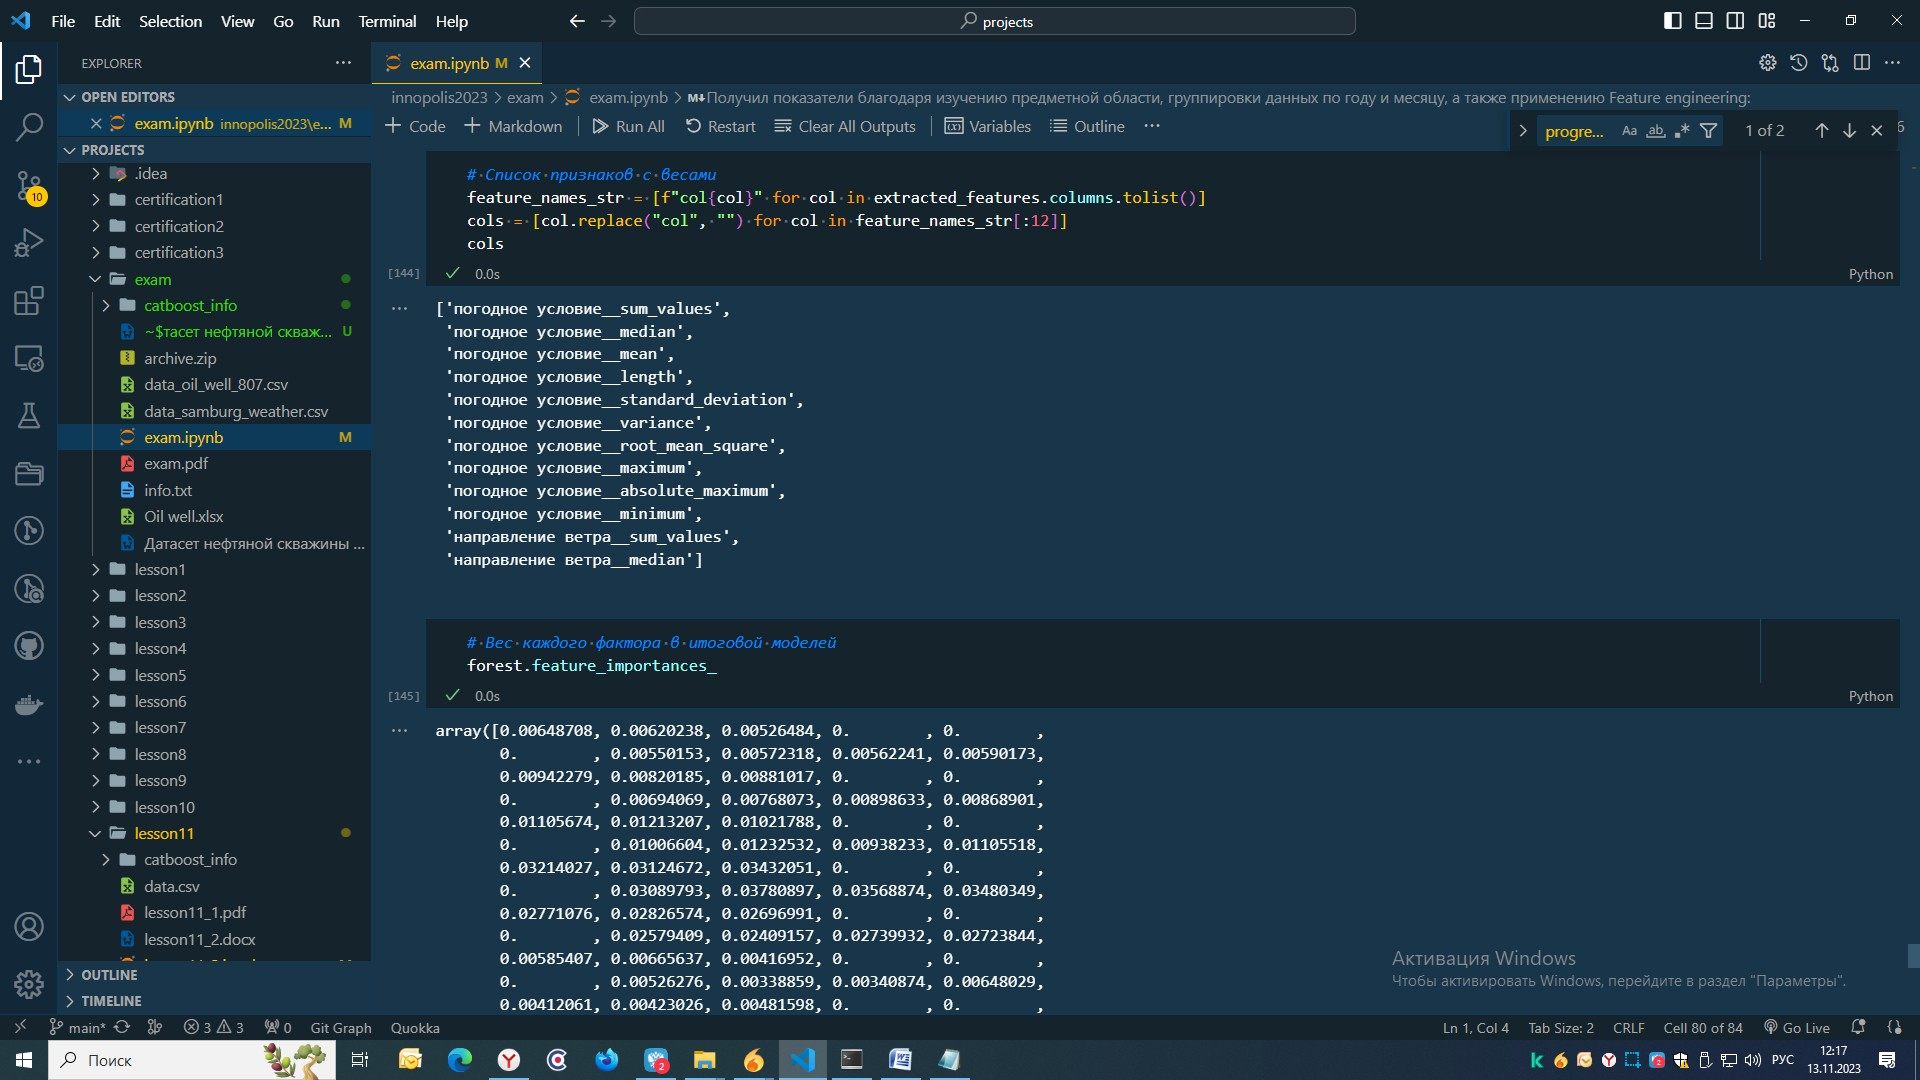 File Edit Selection View Go Run Terminal Help
projects
EXPLORER
exam.ipynb M
OPEN EDITORS
exam.ipynb innopolis2023\e... M
PROJECTS
.idea
certification1
certification2
certification3
exam
catboost_info
~$тасет нефтяной скваж... U
archive.zip
data_oil_well_807.csv
data_samburg_weather.csv
exam.ipynb M
exam.pdf
info.txt
Oil well.xlsx
Датасет нефтяной скважины ...
lesson1
lesson2
lesson3
lesson4
lesson5
lesson6
lesson7
lesson8
lesson9
lesson10
lesson11
catboost_info
data.csv
lesson11_1.pdf
lesson11_2.docx
OUTLINE
TIMELINE
10
innopolis2023 > exam > exam.ipynb > M↓Получил показатели благодаря изучению предметной области, группировки данных по году и месяцу, а также применению Feature engineering:
Code Markdown Run All Restart Clear All Outputs Variables Outline ...
progre... Aa ab 1 of 2
# Список признаков с весами
feature_names_str = [f"col{col}" for col in extracted_features.columns.tolist()]
cols = [col.replace("col", "") for col in feature_names_str[:12]]
cols
[144] 0.0s Python
['погодное условие__sum_values',
'погодное условие__median',
'погодное условие__mean',
'погодное условие__length',
'погодное условие__standard_deviation',
'погодное условие__variance',
'погодное условие__root_mean_square',
'погодное условие__maximum',
'погодное условие__absolute_maximum',
'погодное условие__minimum',
'направление ветра__sum_values',
'направление ветра__median']
# Вес каждого фактора в итоговой моделей
forest.feature_importances_
[145] 0.0s Python
array([0.00648708, 0.00620238, 0.00526484, 0. , 0. ,
0. , 0.00550153, 0.00572318, 0.00562241, 0.00590173,
0.00942279, 0.00820185, 0.00881017, 0. , 0. ,
0. , 0.00694069, 0.00768073, 0.00898633, 0.00868901,
0.01105674, 0.01213207, 0.01021788, 0. , 0. ,
0. , 0.01006604, 0.01232532, 0.00938233, 0.01105518,
0.03214027, 0.03124672, 0.03432051, 0. , 0. ,
0. , 0.03089793, 0.03780897, 0.03568874, 0.03480349,
0.02771076, 0.02826574, 0.02696991, 0. , 0. ,
0. , 0.02579409, 0.02409157, 0.02739932, 0.02723844,
0.00585407, 0.00665637, 0.00416952, 0. , 0. ,
0. , 0.00526276, 0.00338859, 0.00340874, 0.00648029,
0.00412061, 0.00423026, 0.00481598, 0. , 0. ,
Активация Windows
Чтобы активировать Windows, перейдите в раздел "Параметры".
main* 3 3 0 Git Graph Quokka
Ln 1, Col 4 Tab Size: 2 CRLF Cell 80 of 84 Go Live
Поиск
2
РУС
12:17
13.11.2023